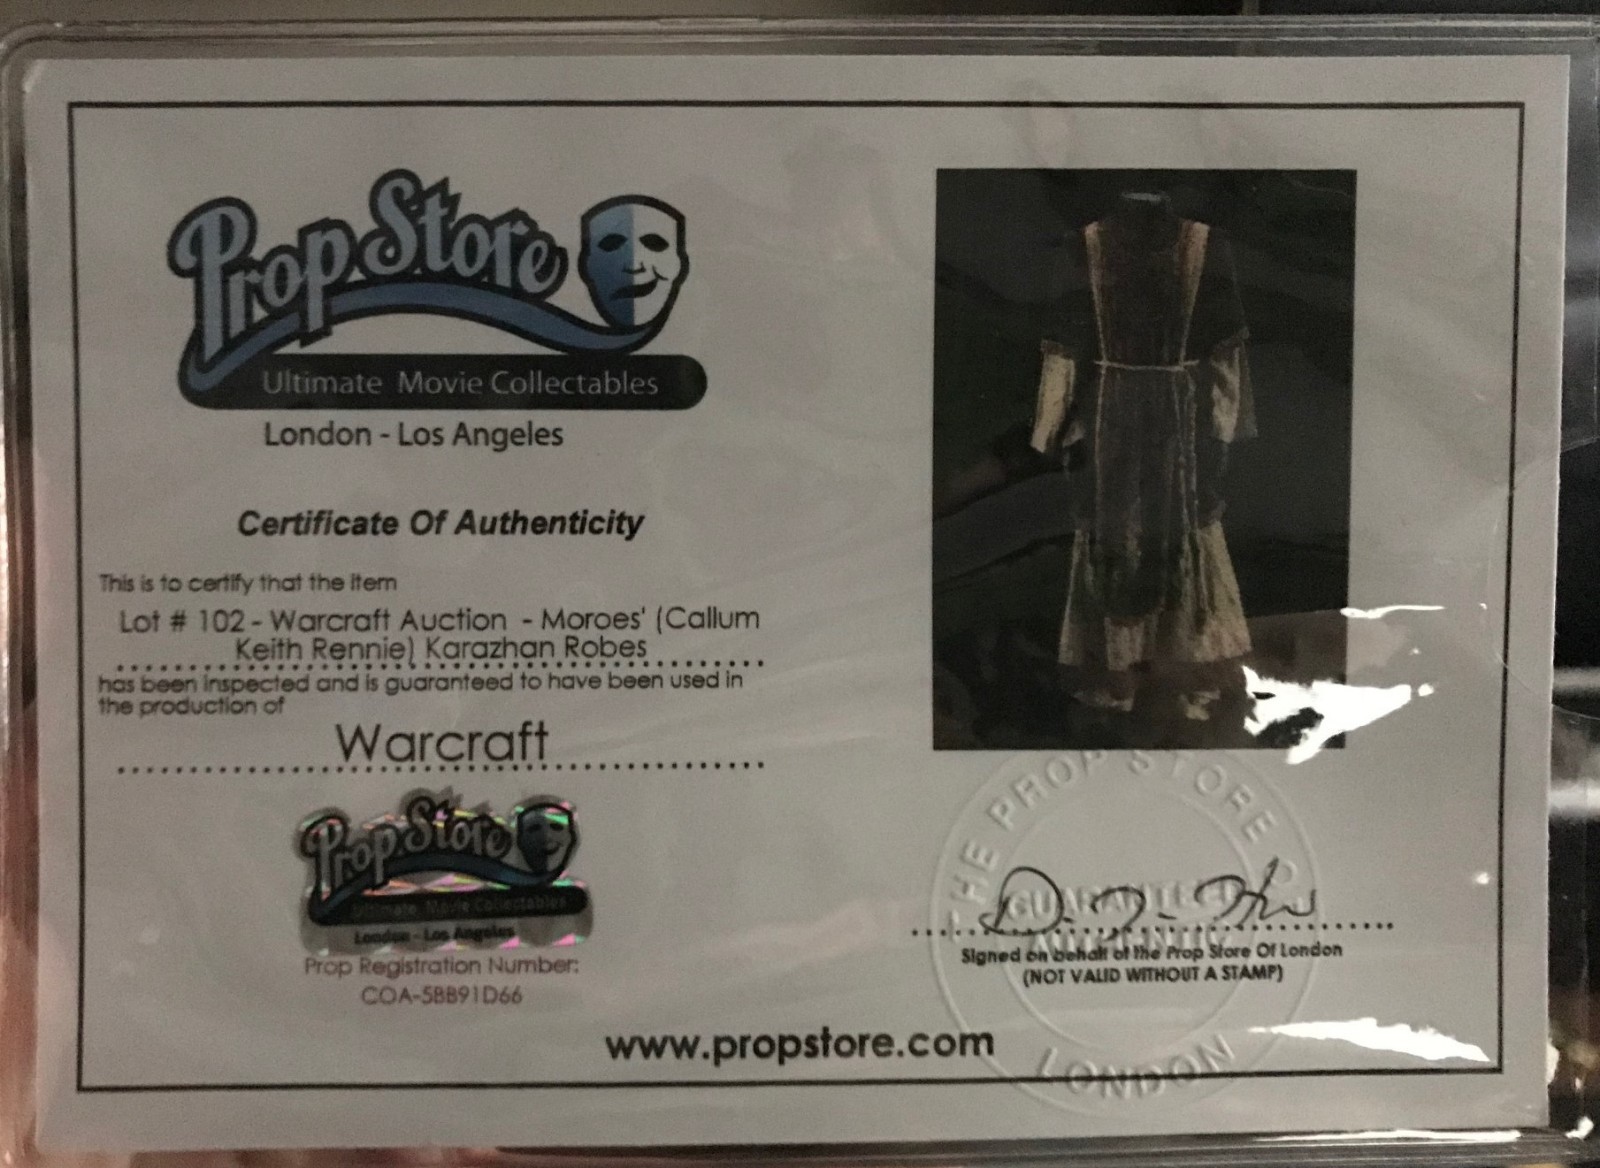 Prop Store
Ultimate Movie Collectables
London - Los Angeles
Certificate Of Authenticity
This is to certify that the item
Lot # 102 - Warcraft Auction - Moroes' (Callum
Keith Rennie) Karazhan Robes
has been inspected and is guaranteed to have been used in
the production of
Warcraft
Prop Store
Ultimate Movie Collectables
London - Los Angeles
Prop Registration Number:
COA-5BB91D66
THE PROP STORE
GUARANTEED
LONDON
Signed on behalf of the Prop Store Of London
(NOT VALID WITHOUT A STAMP)
www.propstore.com